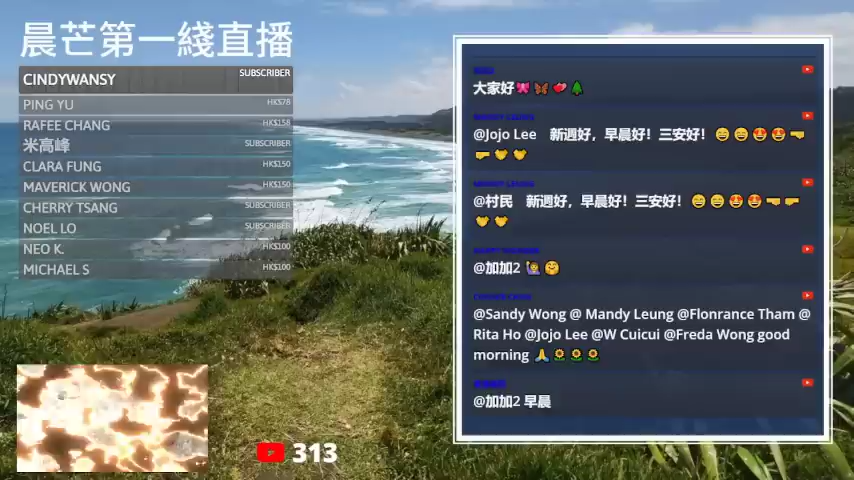 晨芒第一綫直播
CINDYWANSY SUBSCRIBER
PING YU HK$78
RAFEE CHANG HK$158
米高峰 SUBSCRIBER
CLARA FUNG HK$150
MAVERICK WONG HK$150
CHERRY TSANG SUBSCRIBER
NOEL LO SUBSCRIBER
NEO K. HK$100
MICHAEL S HK$100
大家好🎀🦋💕🌲
@Jojo Lee 新週好，早晨好！三安好！😄😄🤩🤩🤜
🤛💛💛
@村民 新週好，早晨好！三安好！😄😄🤩🤩🤜🤛
💛💛
@加加2 🙋🤗
@Sandy Wong @ Mandy Leung @Flonrance Tham @
Rita Ho @Jojo Lee @W Cuicui @Freda Wong good
morning 🙏🌻🌻🌻
@加加2 早晨
313